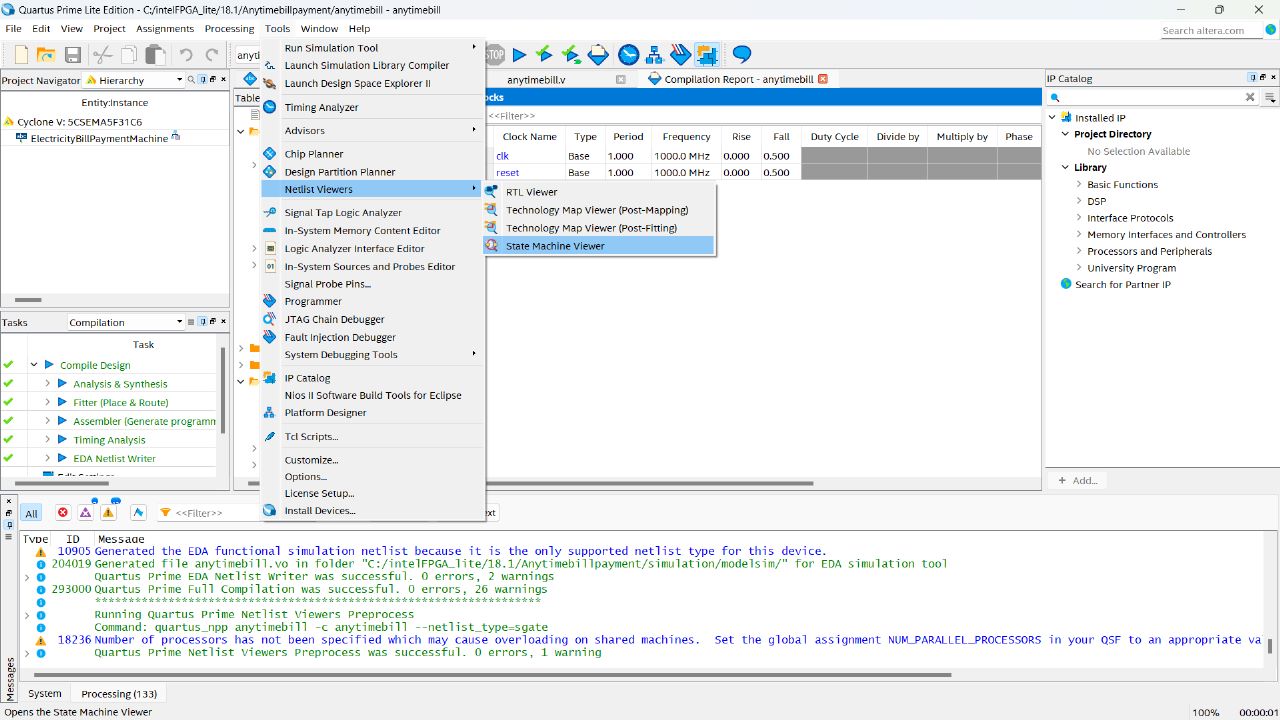 Quartus Prime Lite Edition - C:/intelFPGA_lite/18.1/Anytimebillpayment/anytimebill - anytimebill
File Edit View Project Assignments Processing Tools Window Help
Search altera.com
anyti
STOP
Project Navigator Hierarchy
Entity:Instance
Cyclone V: 5CSEMA5F31C6
ElectricityBillPaymentMachine
Tasks Compilation
Task
Compile Design
Analysis & Synthesis
Fitter (Place & Route)
Assembler (Generate programm
Timing Analysis
EDA Netlist Writer
Table
Run Simulation Tool
Launch Simulation Library Compiler
Launch Design Space Explorer II
Timing Analyzer
Advisors
Chip Planner
Design Partition Planner
Netlist Viewers
Signal Tap Logic Analyzer
In-System Memory Content Editor
Logic Analyzer Interface Editor
In-System Sources and Probes Editor
Signal Probe Pins...
Programmer
JTAG Chain Debugger
Fault Injection Debugger
System Debugging Tools
IP Catalog
Nios II Software Build Tools for Eclipse
Platform Designer
Tcl Scripts...
Customize...
Options...
License Setup...
Install Devices...
RTL Viewer
Technology Map Viewer (Post-Mapping)
Technology Map Viewer (Post-Fitting)
State Machine Viewer
anytimebill.v Compilation Report - anytimebill
ocks
<<Filter>>
Clock Name Type Period Frequency Rise Fall Duty Cycle Divide by Multiply by Phase
clk Base 1.000 1000.0 MHz 0.000 0.500
reset Base 1.000 1000.0 MHz 0.000 0.500
IP Catalog
Installed IP
Project Directory
No Selection Available
Library
Basic Functions
DSP
Interface Protocols
Memory Interfaces and Controllers
Processors and Peripherals
University Program
Search for Partner IP
+ Add...
All <<Filter>> ext
Type ID Message
10905 Generated the EDA functional simulation netlist because it is the only supported netlist type for this device.
204019 Generated file anytimebill.vo in folder "C:/intelFPGA_lite/18.1/Anytimebillpayment/simulation/modelsim/" for EDA simulation tool
Quartus Prime EDA Netlist Writer was successful. 0 errors, 2 warnings
293000 Quartus Prime Full Compilation was successful. 0 errors, 26 warnings
*************************************************************
Running Quartus Prime Netlist Viewers Preprocess
Command: quartus_npp anytimebill -c anytimebill --netlist_type=sgate
18236 Number of processors has not been specified which may cause overloading on shared machines. Set the global assignment NUM_PARALLEL_PROCESSORS in your QSF to an appropriate va
Quartus Prime Netlist Viewers Preprocess was successful. 0 errors, 1 warning
Messages
System Processing (133)
Opens the State Machine Viewer 100% 00:00:01